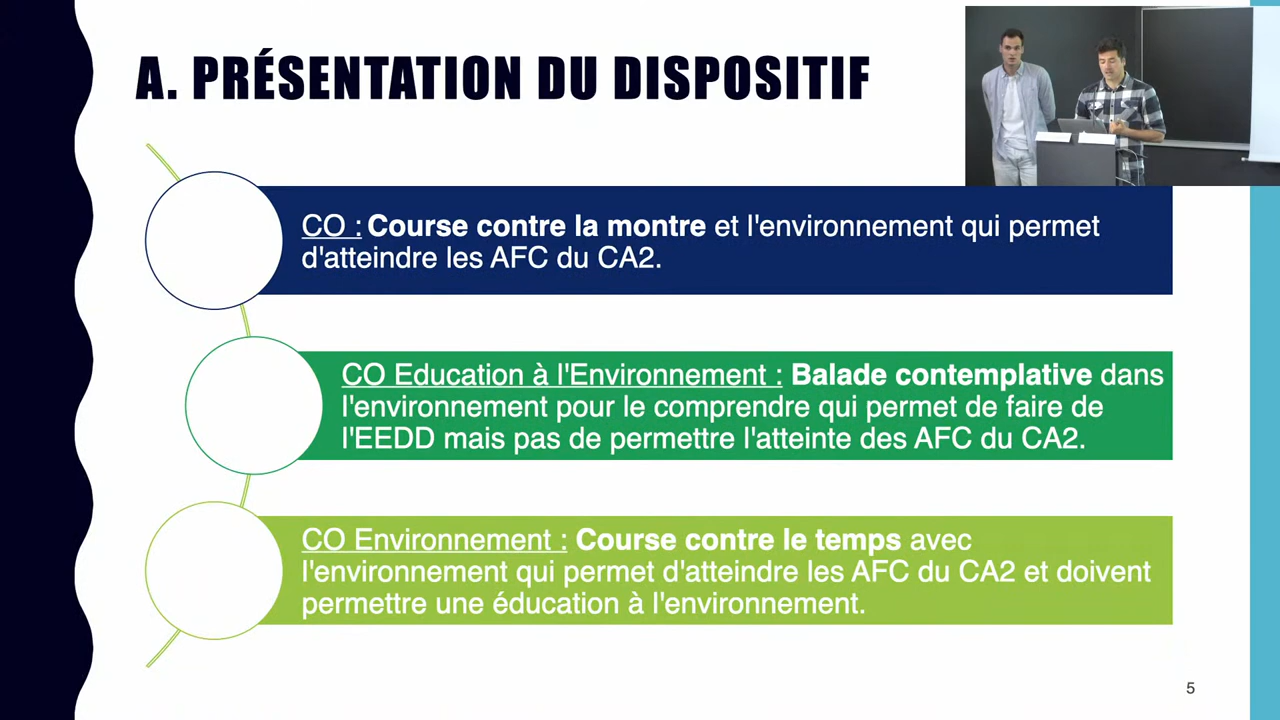 A. PRÉSENTATION DU DISPOSITIF
CO : Course contre la montre et l'environnement qui permet
d'atteindre les AFC du CA2.
CO Education à l'Environnement : Balade contemplative dans
l'environnement pour le comprendre qui permet de faire de
l'EEDD mais pas de permettre l'atteinte des AFC du CA2.
CO Environnement : Course contre le temps avec
l'environnement qui permet d'atteindre les AFC du CA2 et doivent
permettre une éducation à l'environnement.
5